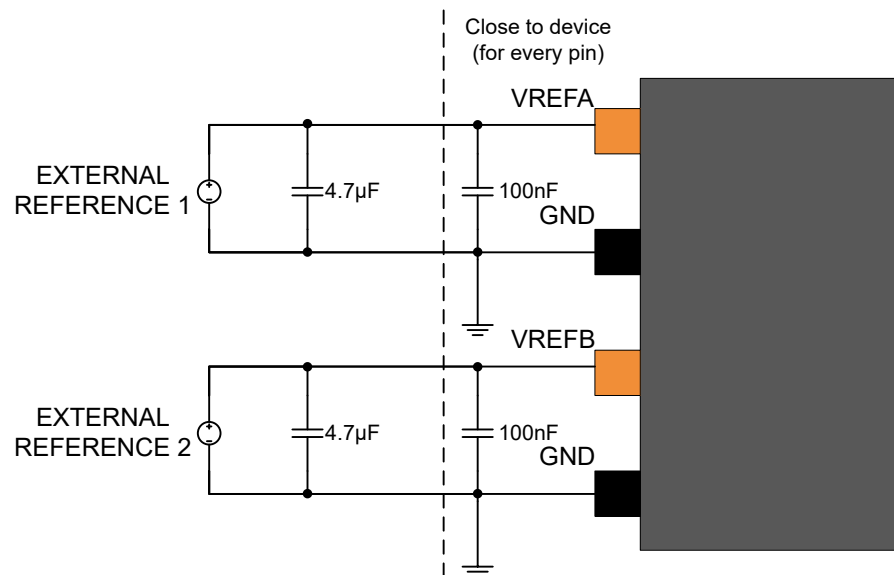 Close to device
(for every pin)
VREFA
EXTERNAL
REFERENCE 1
4.7µF
100nF
GND
VREFB
EXTERNAL
REFERENCE 2
4.7µF
100nF
GND